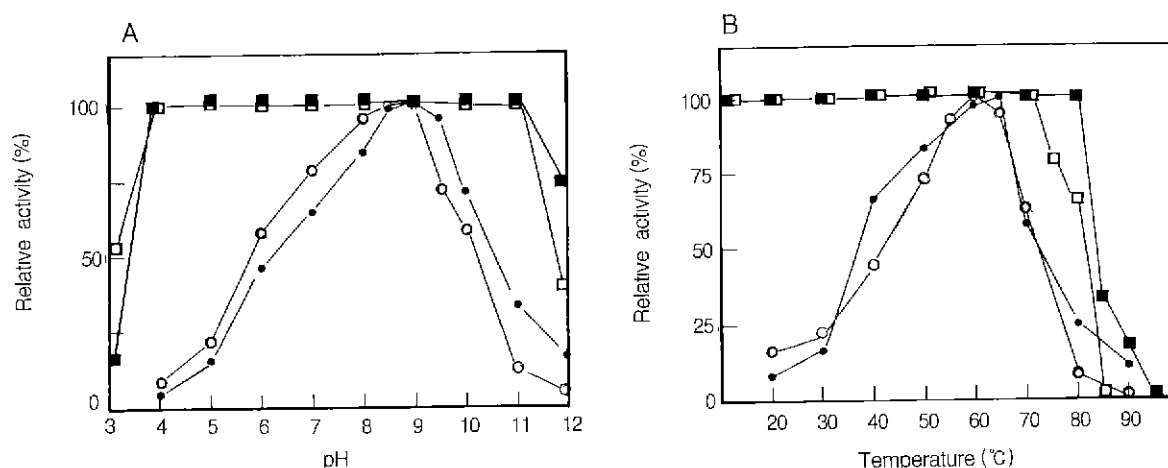 A
Relative activity (%)
100
50
0
3 4 5 6 7 8 9 10 11 12
pH
B
Relative activity (%)
100
75
50
25
0
20 30 40 50 60 70 80 90
Temperature (℃)